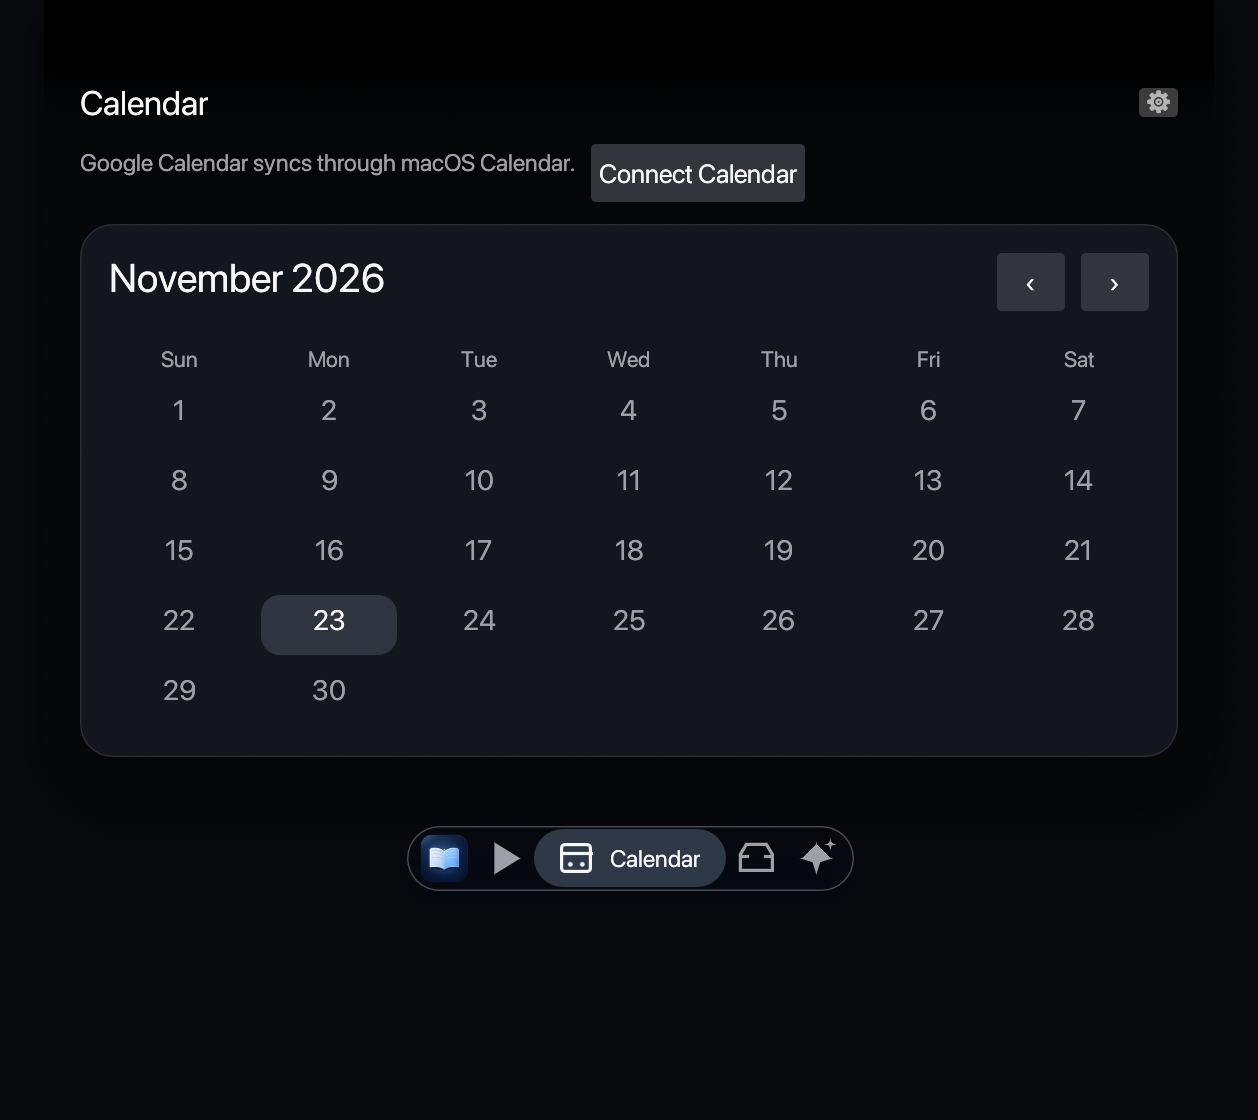 Calendar
Google Calendar syncs through macOS Calendar. Connect Calendar
November 2026 ‹ ›
Sun Mon Tue Wed Thu Fri Sat
1 2 3 4 5 6 7
8 9 10 11 12 13 14
15 16 17 18 19 20 21
22 23 24 25 26 27 28
29 30
Calendar